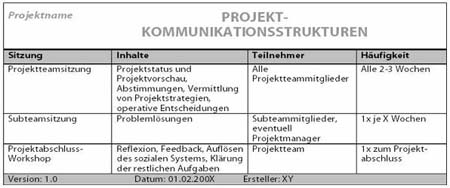 Projektname
PROJEKT-
KOMMUNIKATIONSSTRUKTUREN
Sitzung Inhalte Teilnehmer Häufigkeit
Projektteamsitzung Projektstatus und Alle Alle 2-3 Wochen
Projektvorschau, Projektteammitglieder
Abstimmungen, Vermittlung
von Projektstrategien,
operative Entscheidungen
Subteamsitzung Problemlösungen Subteammitglieder, 1x je X Wochen
eventuell
Projektmanager
Projektabschluss- Reflexion, Feedback, Auflösen Projektteam 1x zum Projekt-
Workshop des sozialen Systems, Klärung abschluss
der restlichen Aufgaben
Version: 1.0 Datum: 01.02.200X Ersteller: XY